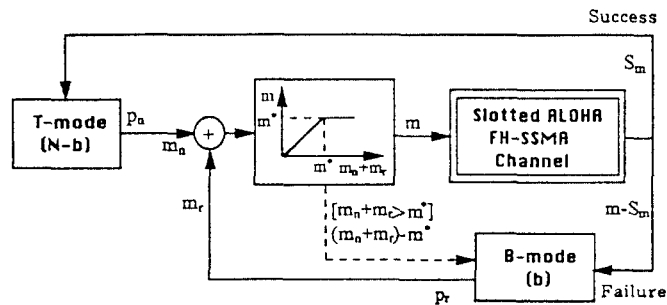 Success
S_m
T-mode
(N-b)
p_n
m_n
m
m*
m* m_n+m_r
m
Slotted ALOHA
FH-SSMA
Channel
m_r
[m_n+m_r>m*]
(m_n+m_r)-m*
m-S_m
B-mode
(b)
p_r
Failure